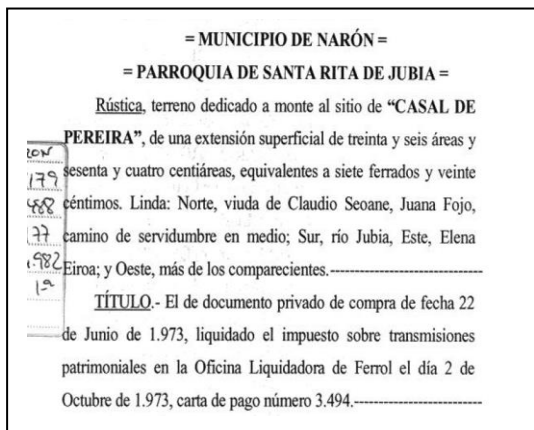 = MUNICIPIO DE NARÓN =
= PARROQUIA DE SANTA RITA DE JUBIA =
Rústica, terreno dedicado a monte al sitio de “CASAL DE
PEREIRA”, de una extensión superficial de treinta y seis áreas y
sesenta y cuatro centiáreas, equivalentes a siete ferrados y veinte
céntimos. Linda: Norte, viuda de Claudio Seoane, Juana Fojo,
camino de servidumbre en medio; Sur, río Jubia, Este, Elena
Eiroa; y Oeste, más de los comparecientes.-------------------------------
TÍTULO.- El de documento privado de compra de fecha 22
de Junio de 1.973, liquidado el impuesto sobre transmisiones
patrimoniales en la Oficina Liquidadora de Ferrol el día 2 de
Octubre de 1.973, carta de pago número 3.494.-------------------------
179
488
77
.982
1ª